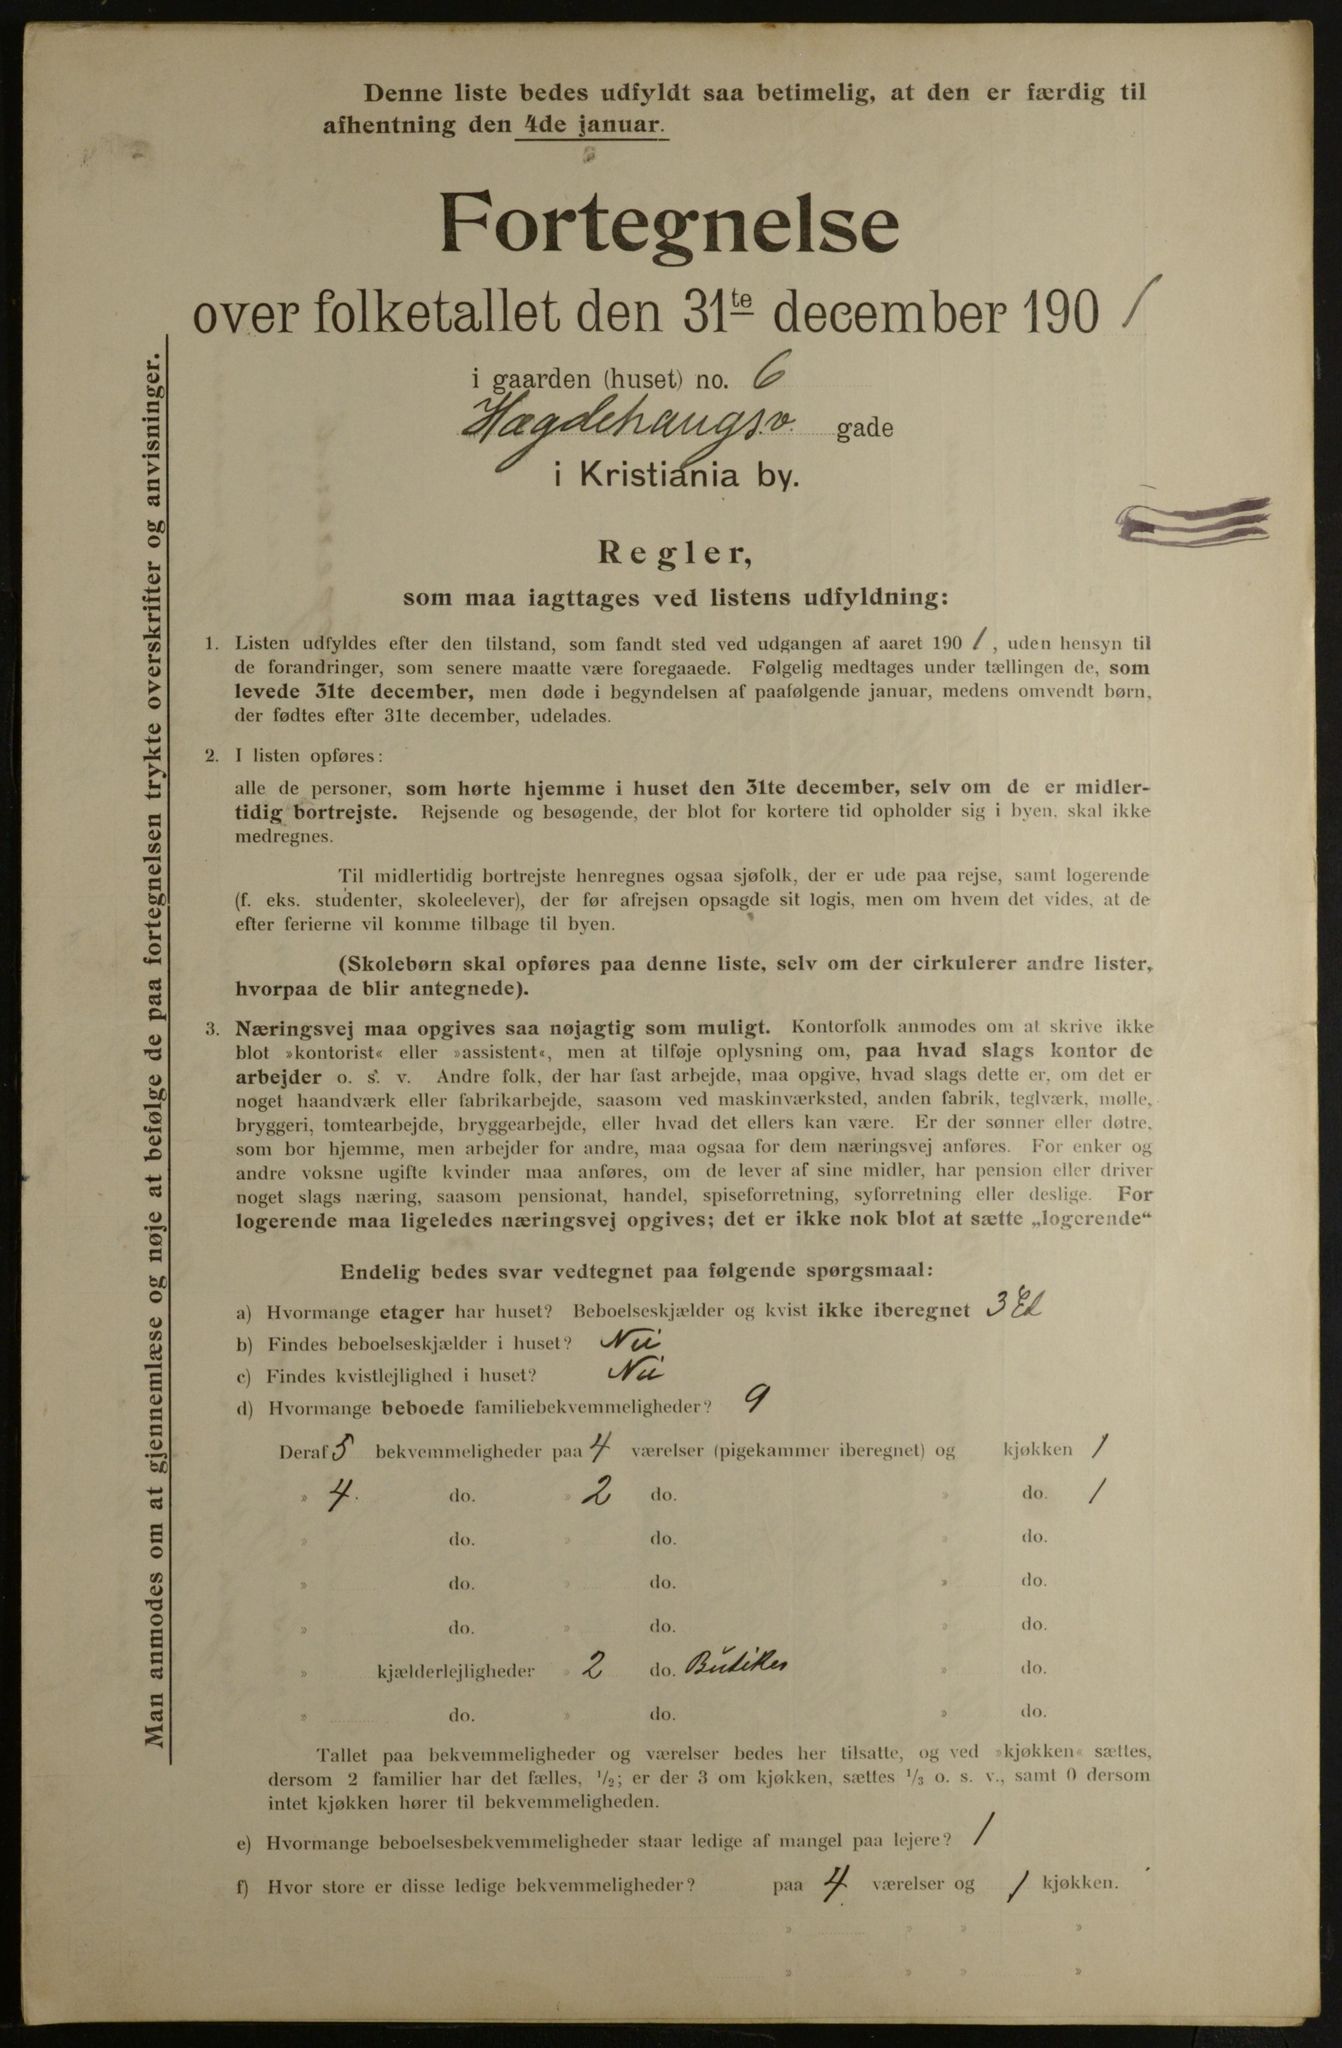 Denne liste bedes udfyldt saa betimelig, at den er færdig til
afhentning den 4de januar.
Fortegnelse
over folketallet den 31te december 1901
i gaarden (huset) no. 6
Hægdehaugsv. gade
i Kristiania by.
Regler,
som maa iagttages ved listens udfyldning:
1. Listen udfyldes efter den tilstand, som fandt sted ved udgangen af aaret 1901, uden hensyn til
de forandringer, som senere maatte være foregaaede. Følgelig medtages under tællingen de, som
levede 31te december, men døde i begyndelsen af paafølgende januar, medens omvendt børn,
der fødtes efter 31te december, udelades.
2. I listen opføres:
alle de personer, som hørte hjemme i huset den 31te december, selv om de er midler-
tidig bortrejste. Rejsende og besøgende, der blot for kortere tid opholder sig i byen, skal ikke
medregnes.
Til midlertidig bortrejste henregnes ogsaa sjøfolk, der er ude paa rejse, samt logerende
(f. eks. studenter, skoleelever), der før afrejsen opsagde sit logis, men om hvem det vides, at de
efter ferierne vil komme tilbage til byen.
(Skolebørn skal opføres paa denne liste, selv om der cirkulerer andre lister,
hvorpaa de blir antegnede).
3. Næringsvej maa opgives saa nøjagtig som muligt. Kontorfolk anmodes om at skrive ikke
blot »kontorist« eller »assistent«, men at tilføje oplysning om, paa hvad slags kontor de
arbejder o. s. v. Andre folk, der har fast arbejde, maa opgive, hvad slags dette er, om det er
noget haandværk eller fabrikarbejde, saasom ved maskinværksted, anden fabrik, teglværk, mølle,
bryggeri, tomtearbejde, bryggearbejde, eller hvad det ellers kan være. Er der sønner eller døtre,
som bor hjemme, men arbejder for andre, maa ogsaa for dem næringsvej anføres. For enker og
andre voksne ugifte kvinder maa anføres, om de lever af sine midler, har pension eller driver
noget slags næring, saasom pensionat, handel, spiseforretning, syforretning eller deslige. For
logerende maa ligeledes næringsvej opgives; det er ikke nok blot at sætte „logerende“
Endelig bedes svar vedtegnet paa følgende spørgsmaal:
a) Hvormange etager har huset? Beboelseskjælder og kvist ikke iberegnet 3 Et
b) Findes beboelseskjælder i huset? Nei
c) Findes kvistlejlighed i huset? Nei
d) Hvormange beboede familiebekvemmeligheder? 9
Deraf 5 bekvemmeligheder paa 4 værelser (pigekammer iberegnet) og kjøkken 1
» 4. do. » 2 do. » do. 1
» do. » do. » do.
» do. » do. » do.
» do. » do. » do.
» kjælderlejligheder » 2 do. Butiker » do.
» do. » do. » do.
Tallet paa bekvemmeligheder og værelser bedes her tilsatte, og ved »kjøkken« sættes,
dersom 2 familier har det fælles, 1/2; er der 3 om kjøkken, sættes 1/3 o. s. v., samt 0 dersom
intet kjøkken hører til bekvemmeligheden.
e) Hvormange beboelsesbekvemmeligheder staar ledige af mangel paa lejere? 1
f) Hvor store er disse ledige bekvemmeligheder? paa 4 værelser og 1 kjøkken.
» » » »
» » » »
Man anmodes om at gjennemlæse og nøje at befølge de paa fortegnelsen trykte overskrifter og anvisninger.